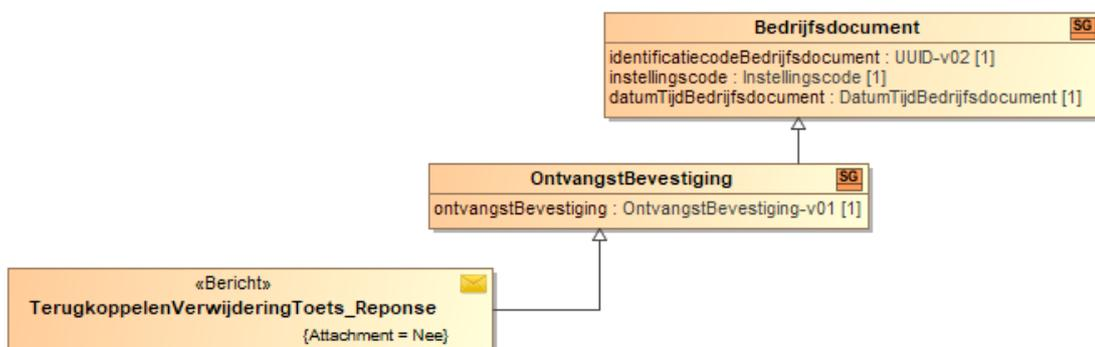 Bedrijfsdocument SG
identificatiecodeBedrijfsdocument : UUID-v02 [1]
instellingscode : Instellingscode [1]
datumTijdBedrijfsdocument : DatumTijdBedrijfsdocument [1]
OntvangstBevestiging SG
ontvangstBevestiging : OntvangstBevestiging-v01 [1]
«Bericht»
TerugkoppelenVerwijderingToets_Reponse
{Attachment = Nee}